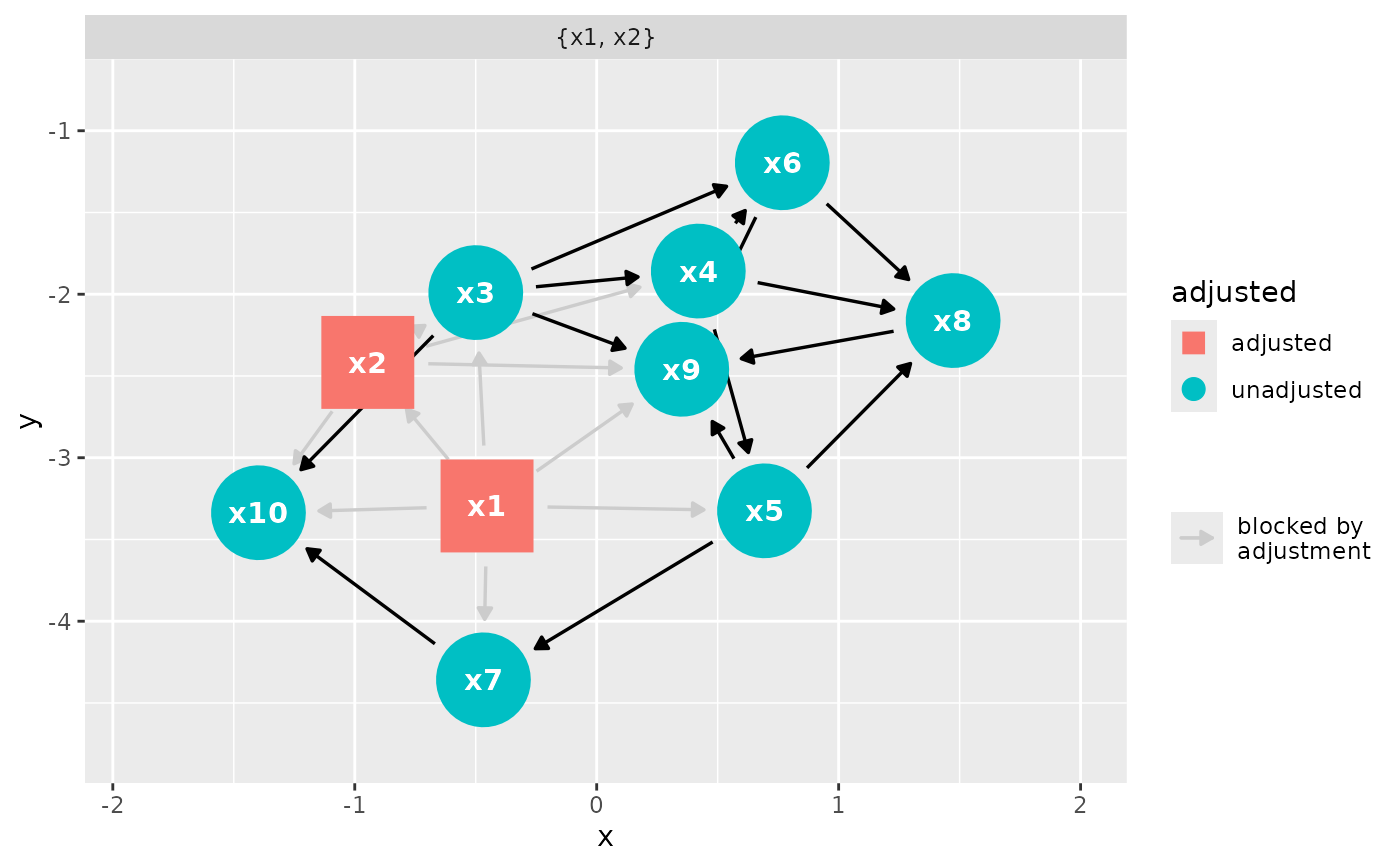 {x1, x2}
-1
-2
-3
-4
y
x6
x4
x3
x8
x2
x9
x1
x5
x10
x7
-2
-1
0
1
2
x
adjusted
adjusted
unadjusted
blocked by
adjustment